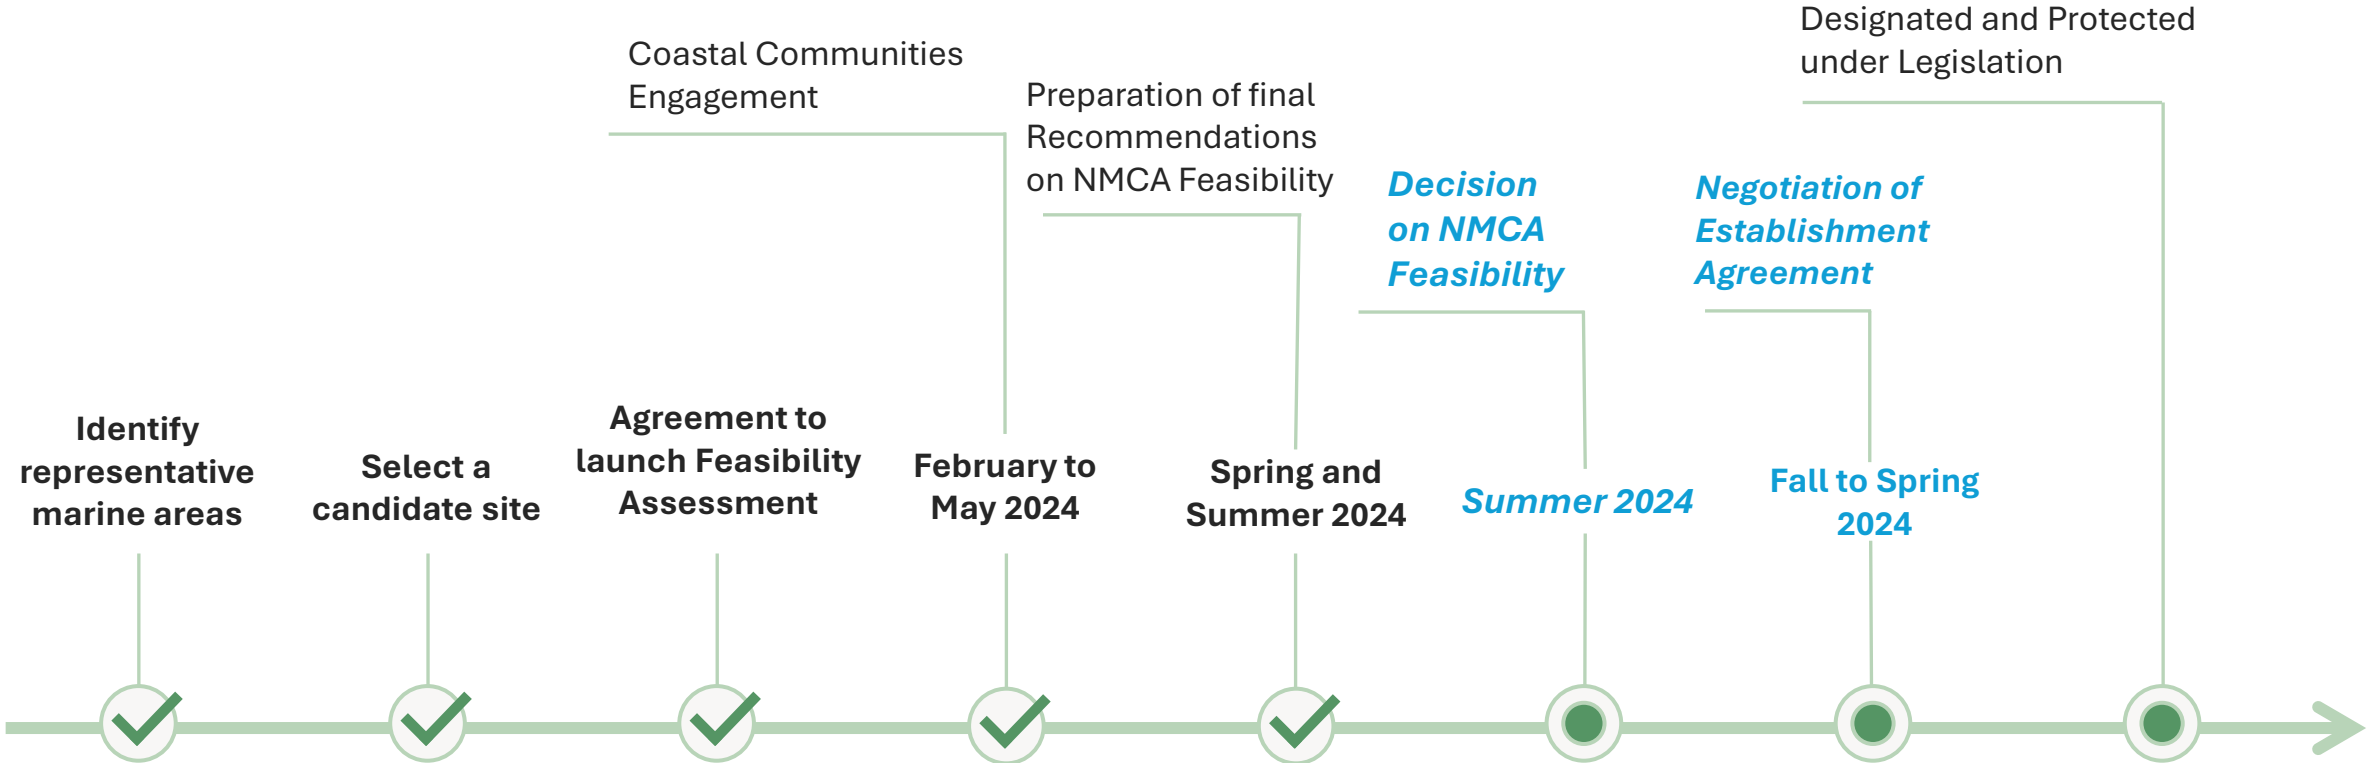 Identify
representative
marine areas
Select a
candidate site
Agreement to
launch Feasibility
Assessment
Coastal Communities
Engagement
February to
May 2024
Preparation of final
Recommendations
on NMCA Feasibility
Spring and
Summer 2024
Decision
on NMCA
Feasibility
Summer 2024
Negotiation of
Establishment
Agreement
Fall to Spring
2024
Designated and Protected
under Legislation